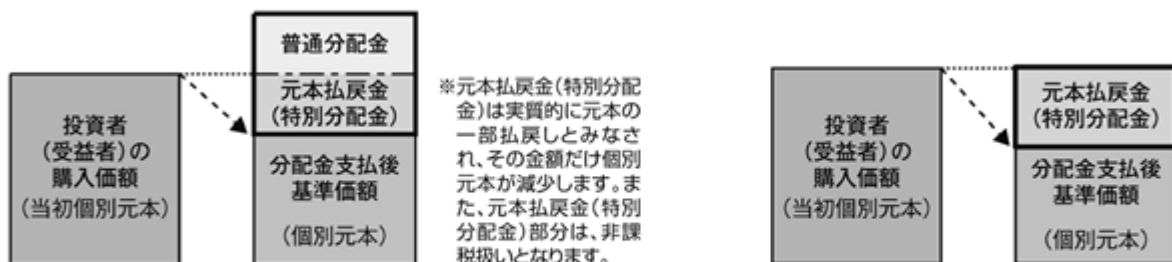 投資者
(受益者)の
購入価額
(当初個別元本)
普通分配金
元本払戻金
(特別分配金)
分配金支払後
基準価額
(個別元本)
※元本払戻金(特別分配
金)は実質的に元本の
一部払戻しとみなさ
れ、その金額だけ個別
元本が減少します。ま
た、元本払戻金(特別
分配金)部分は、非課
税扱いとなります。
投資者
(受益者)の
購入価額
(当初個別元本)
元本払戻金
(特別分配金)
分配金支払後
基準価額
(個別元本)